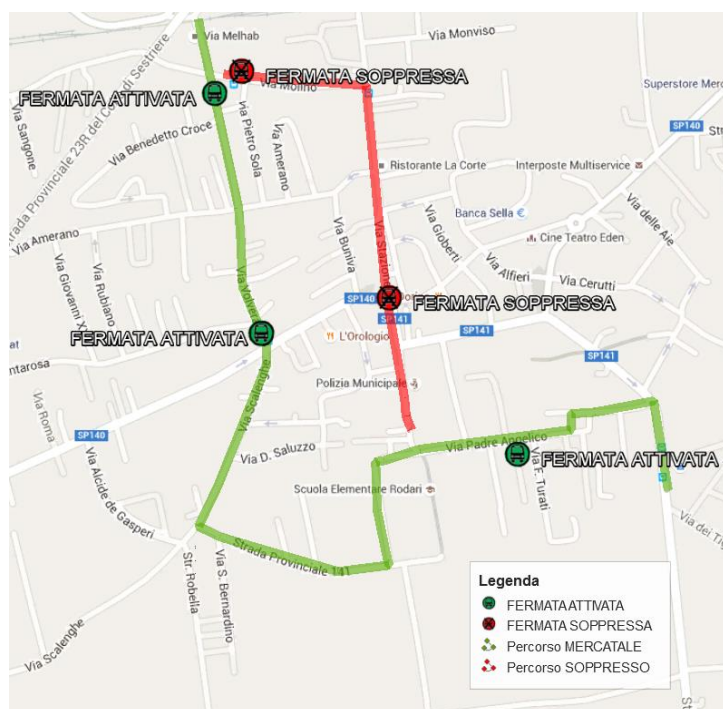 Via Melhab
Via Monviso
FERMATA SOPPRESSA
Via Molino
FERMATA ATTIVATA
Superstore Merc
Strada Provinciale 23R del Colle di Sestriere
Via Sangone
Via Benedetto Croce
Via Pietro Sola
Via Amerano
SP140
Ristorante La Corte
Interposte Multiservice
Via Buniva
Via Stazione
Via Gioberti
Banca Sella
Cine Teatro Eden
Via delle Aie
Via Amerano
Via Giovanni X
Via Rubiano
Via Volvera
Via Alfieri
Via Cerutti
SP140
FERMATA SOPPRESSA
SP141
SP141
FERMATA ATTIVATA
L'Orologio
SP141
ntarosa
Polizia Municipale
Via Scalenghe
Via Roma
SP140
Via D. Saluzzo
Via Padre Angelico
FERMATA ATTIVATA
Via F. Turati
Via Alcide de Gasperi
Scuola Elementare Rodari
Via dei Ti
Strada Provinciale 141
Str. Robella
Via S. Bernardino
Via Scalenghe
Legenda
FERMATA ATTIVATA
FERMATA SOPPRESSA
Percorso MERCATALE
Percorso SOPPRESSO